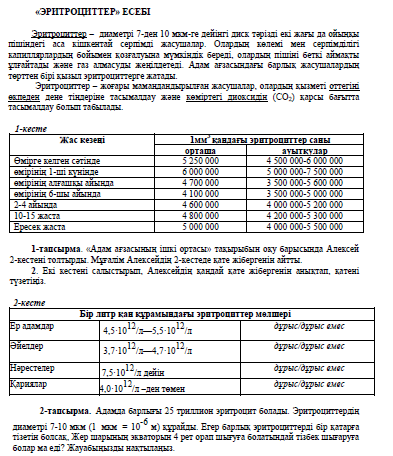 «ЭРИТРОЦИТТЕР» ЕСЕБІ
Эритроциттер – диаметрі 7-ден 10 мкм-ге дейінгі диск тәрізді екі жағы да ойынқы
пішіндегі аса кішкентай серпімді жасушалар. Олардың көлемі мен серпімділігі
капиллярлардың бойымен қозғалуына мүмкіндік береді, олардың пішіні беткі аймақты
ұлғайтады және газ алмасуды жеңілдетеді. Адам ағзасындағы барлық жасушалардың
төрттен бірі қызыл эритроциттерге жатады.
Эритроциттер – жоғары мамандандырылған жасушалар, олардың қызметі оттегіні
өкпеден дене тіндеріне тасымалдау және көміртегі диоксидін (CO₂) қарсы бағытта
тасымалдау болып табылады.
1-кесте
Жас кезеңі | 1мм³ қандағы эритроциттер саны
орташа | ауытқулар
Өмірге келген сәтінде | 5 250 000 | 4 500 000-6 000 000
өмірінің 1-ші күнінде | 6 000 000 | 5 000 000-7 500 000
өмірінің алғашқы айында | 4 700 000 | 3 500 000-5 600 000
өмірінің 6-шы айында | 4 100 000 | 3 500 000-5 000 000
2-4 айында | 4 600 000 | 4 000 000-5 200 000
10-15 жаста | 4 800 000 | 4 200 000-5 300 000
Ересек жаста | 5 000 000 | 4 000 000-5 500 000
1-тапсырма. «Адам ағзасының ішкі ортасы» тақырыбын оқу барысында Алексей
2-кестені толтырды. Мұғалім Алексейдің 2-кестеде қате жібергенін айтты.
2. Екі кестені салыстырып, Алексейдің қандай қате жібергенін анықтап, қатені
түзетіңіз.
2-кесте
Бір литр қан құрамындағы эритроциттер мөлшері
Ер адамдар | 4,5·10¹²/л—5,5·10¹²/л | дұрыс/дұрыс емес
Әйелдер | 3,7·10¹²/л—4,7·10¹²/л | дұрыс/дұрыс емес
Нәрестелер | 7,5·10¹²/л дейін | дұрыс/дұрыс емес
Қариялар | 4,0·10¹²/л –ден төмен | дұрыс/дұрыс емес
2-тапсырма. Адамда барлығы 25 триллион эритроцит болады. Эритроциттердің
диаметрі 7-10 мкм (1 мкм = 10⁻⁶ м) құрайды. Егер барлық эритроциттерді бір қатарға
тізетін болсақ, Жер шарының экваторын 4 рет орап шығуға болатындай тізбек шығаруға
болар ма еді? Жауабыңызды нақтылаңыз.